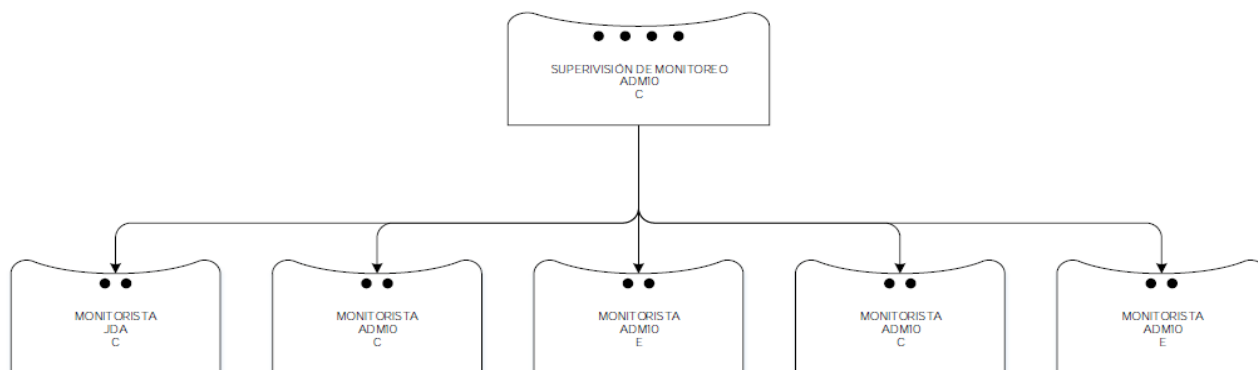 SUPERIVISIÓN DE MONITOREO
ADM10
C
MONITORISTA
JDA
C
MONITORISTA
ADM10
C
MONITORISTA
ADM10
E
MONITORISTA
ADM10
C
MONITORISTA
ADM10
E